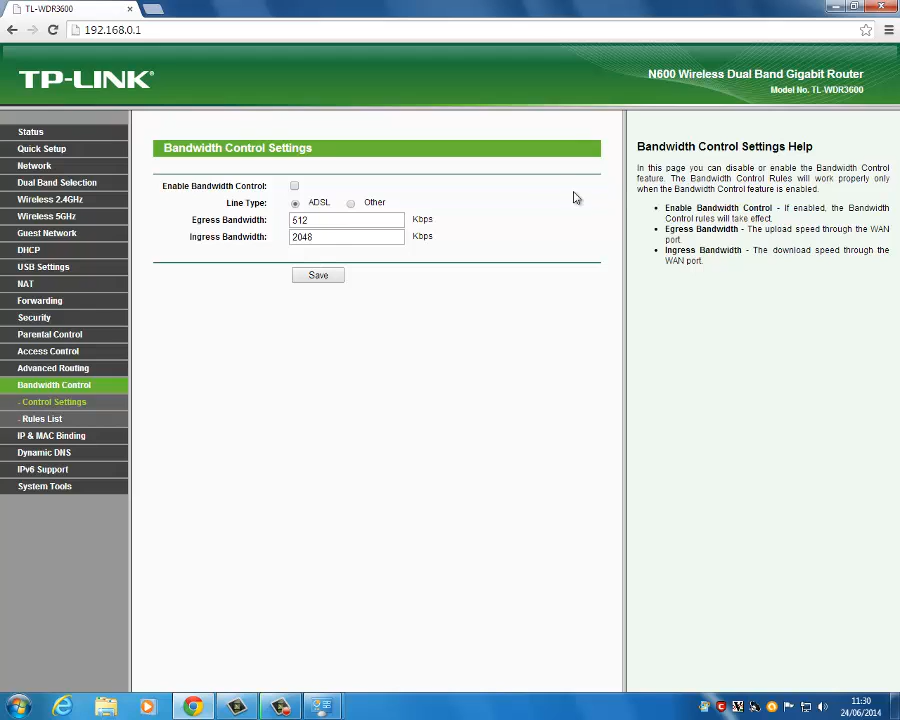 TL-WDR3600
192.168.0.1
TP-LINK®
N600 Wireless Dual Band Gigabit Router
Model No. TL-WDR3600
Status
Quick Setup
Network
Dual Band Selection
Wireless 2.4GHz
Wireless 5GHz
Guest Network
DHCP
USB Settings
NAT
Forwarding
Security
Parental Control
Access Control
Advanced Routing
Bandwidth Control
- Control Settings
- Rules List
IP & MAC Binding
Dynamic DNS
IPv6 Support
System Tools
Bandwidth Control Settings
Enable Bandwidth Control:
Line Type: ADSL Other
Egress Bandwidth: 512 Kbps
Ingress Bandwidth: 2048 Kbps
Save
Bandwidth Control Settings Help
In this page you can disable or enable the Bandwidth Control
feature. The Bandwidth Control Rules will work properly only
when the Bandwidth Control feature is enabled.
Enable Bandwidth Control - If enabled, the Bandwidth
Control rules will take effect.
Egress Bandwidth - The upload speed through the WAN
port.
Ingress Bandwidth - The download speed through the
WAN port.
11:30
24/06/2014